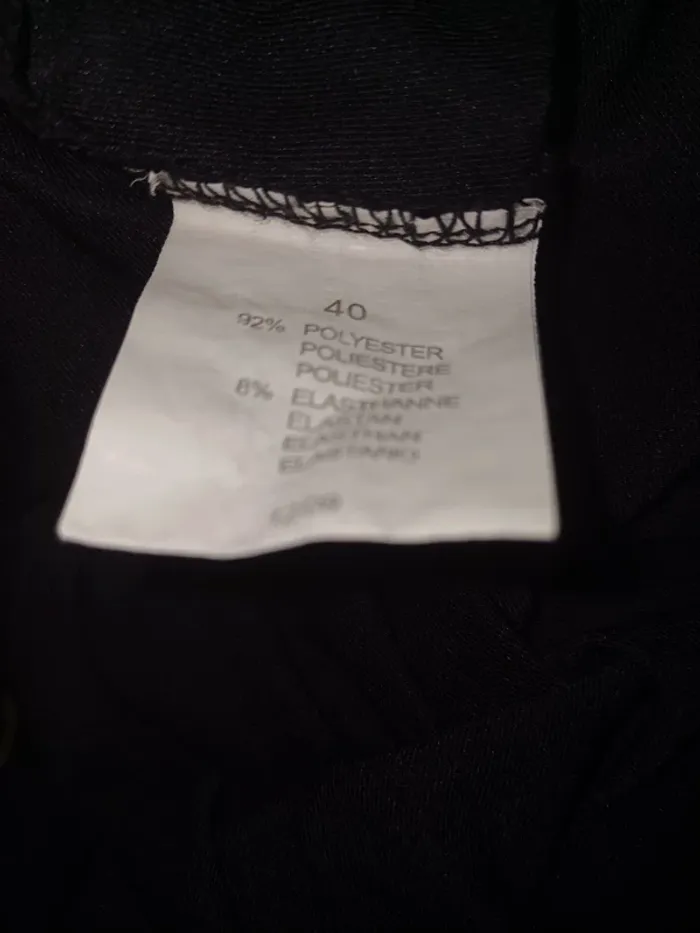 40
92% POLYESTER
POLIESTERE
POLIESTER
8% ELASTHANNE
ELASTAN
ELASTHAN